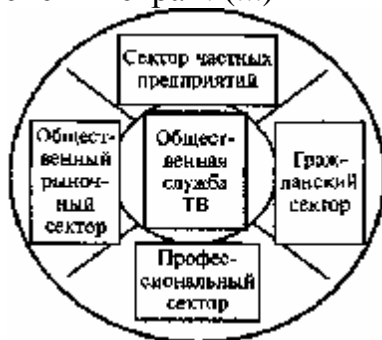 Сектор частных
предприятий
Общест-
венный
рыноч-
ный
сектор
Общест-
венная
служба
ТВ
Граж-
данский
сектор
Профес-
сиональный
сектор